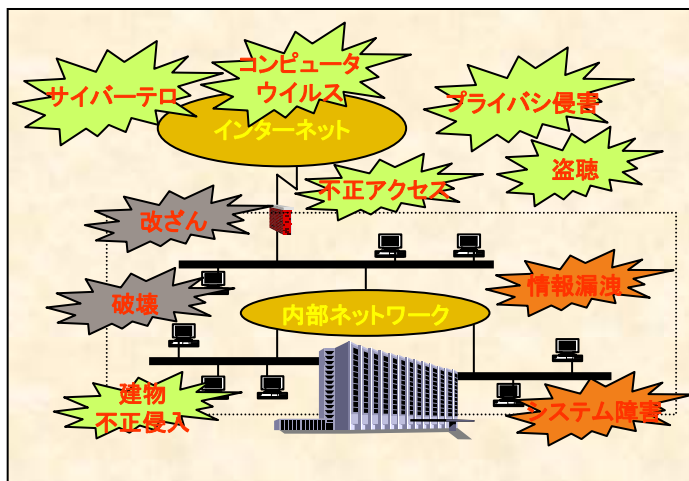 サイバーテロ
コンピュータ
ウイルス
プライバシ侵害
インターネット
盗聴
不正アクセス
改ざん
情報漏洩
破壊
内部ネットワーク
建物
不正侵入
システム障害